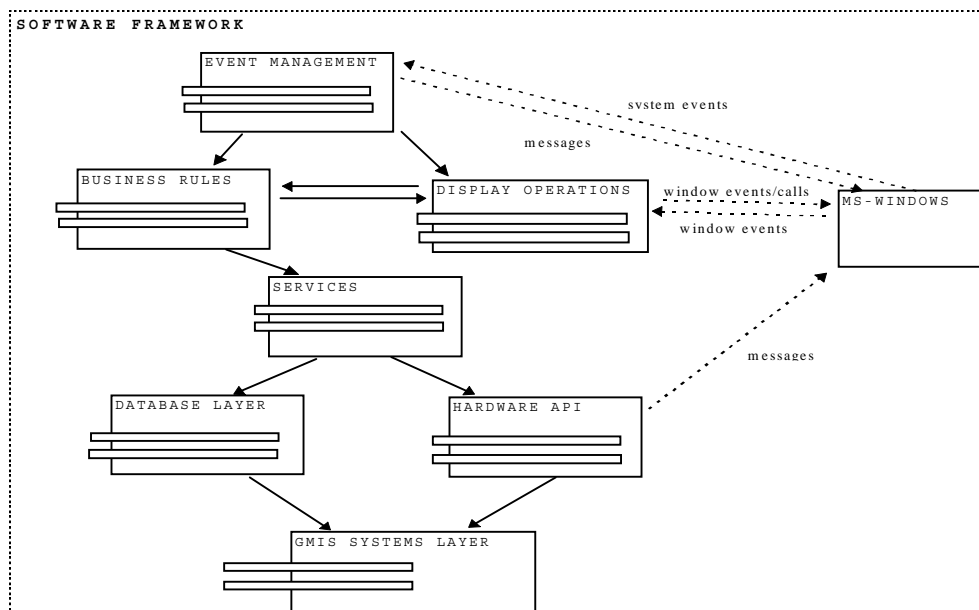 SOFTWARE FRAMEWORK
EVENT MANAGEMENT
system events
messages
BUSINESS RULES
DISPLAY OPERATIONS
window events/calls
MS-WINDOWS
window events
SERVICES
messages
DATABASE LAYER
HARDWARE API
GMIS SYSTEMS LAYER